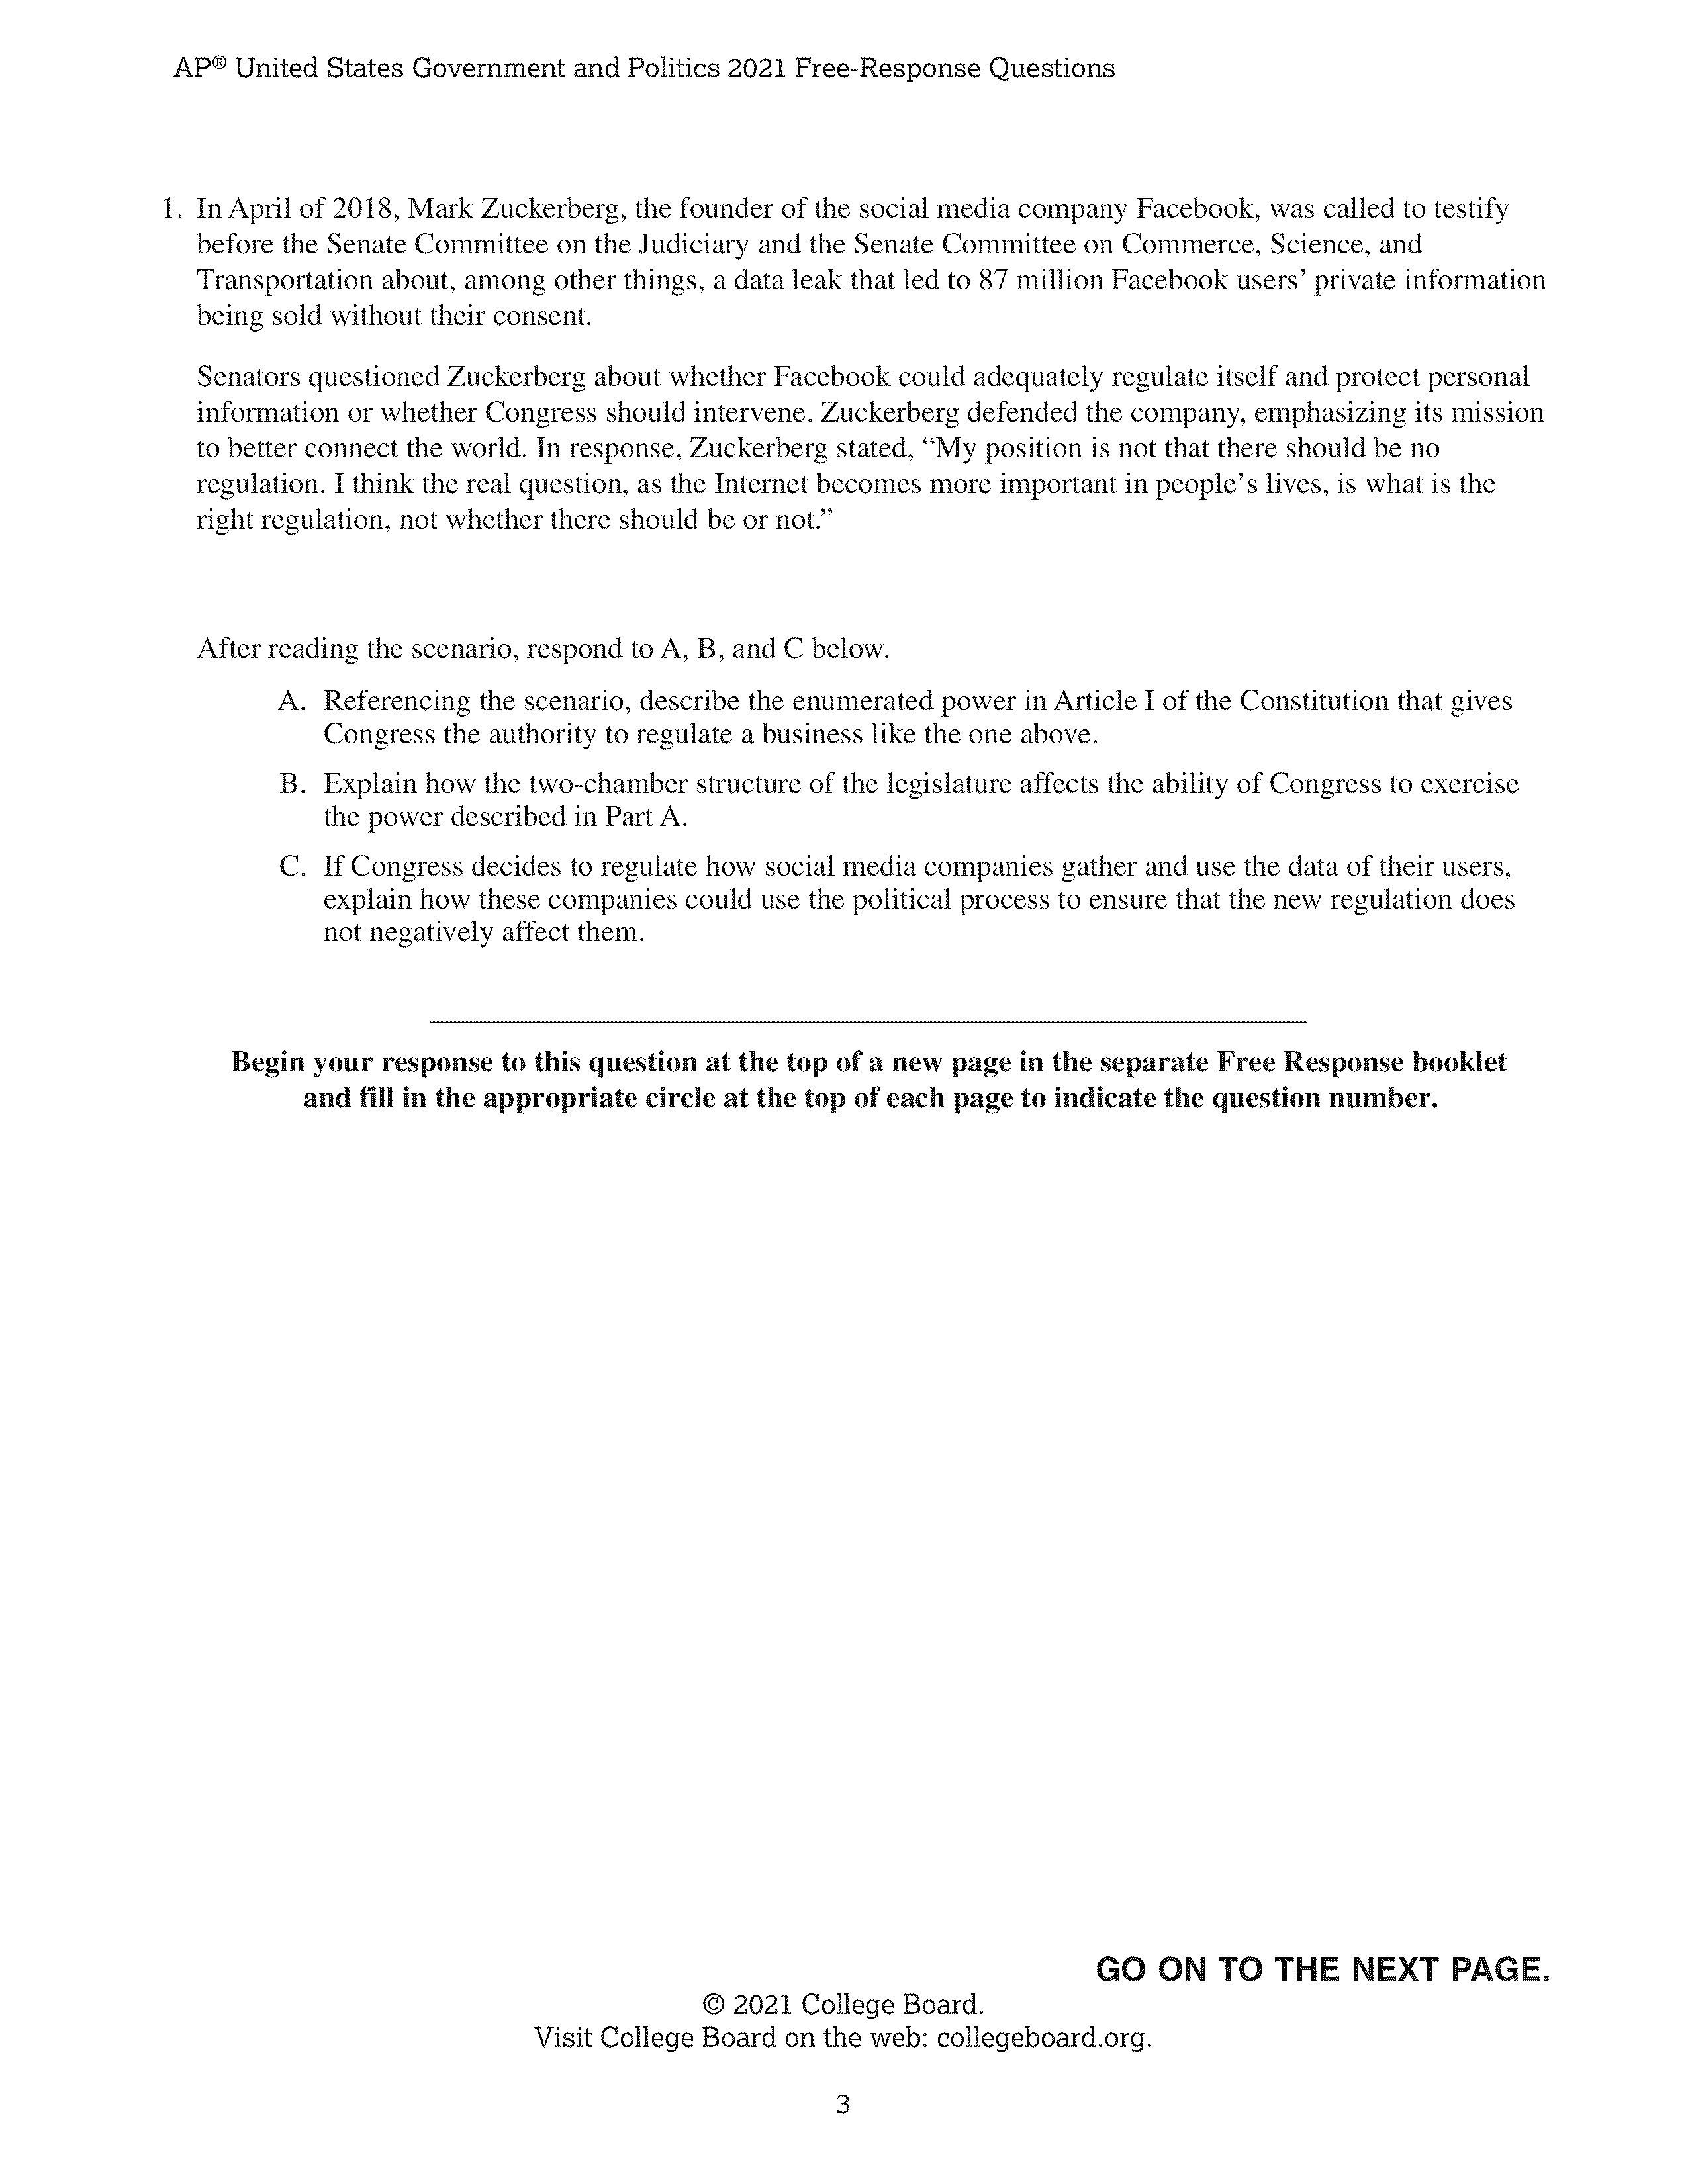 AP® United States Government and Politics 2021 Free-Response Questions
1. In April of 2018, Mark Zuckerberg, the founder of the social media company Facebook, was called to testify
before the Senate Committee on the Judiciary and the Senate Committee on Commerce, Science, and
Transportation about, among other things, a data leak that led to 87 million Facebook users’ private information
being sold without their consent.
Senators questioned Zuckerberg about whether Facebook could adequately regulate itself and protect personal
information or whether Congress should intervene. Zuckerberg defended the company, emphasizing its mission
to better connect the world. In response, Zuckerberg stated, “My position is not that there should be no
regulation. I think the real question, as the Internet becomes more important in people’s lives, is what is the
right regulation, not whether there should be or not.”
After reading the scenario, respond to A, B, and C below.
A. Referencing the scenario, describe the enumerated power in Article I of the Constitution that gives
Congress the authority to regulate a business like the one above.
B. Explain how the two-chamber structure of the legislature affects the ability of Congress to exercise
the power described in Part A.
C. If Congress decides to regulate how social media companies gather and use the data of their users,
explain how these companies could use the political process to ensure that the new regulation does
not negatively affect them.
Begin your response to this question at the top of a new page in the separate Free Response booklet
and fill in the appropriate circle at the top of each page to indicate the question number.
GO ON TO THE NEXT PAGE.
© 2021 College Board.
Visit College Board on the web: collegeboard.org.
3